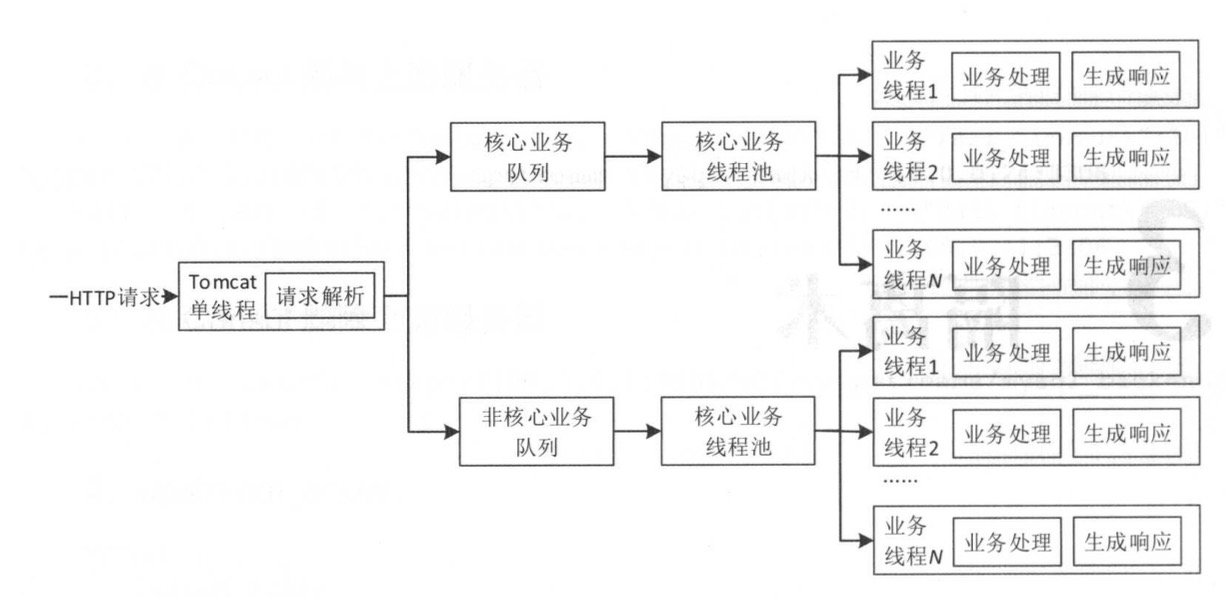 业务
线程1
业务处理
生成响应
核心业务
队列
核心业务
线程池
业务
线程2
业务处理
生成响应
······
业务
线程N
业务处理
生成响应
HTTP请求
Tomcat
单线程
请求解析
业务
线程1
业务处理
生成响应
非核心业务
队列
核心业务
线程池
业务
线程2
业务处理
生成响应
······
业务
线程N
业务处理
生成响应